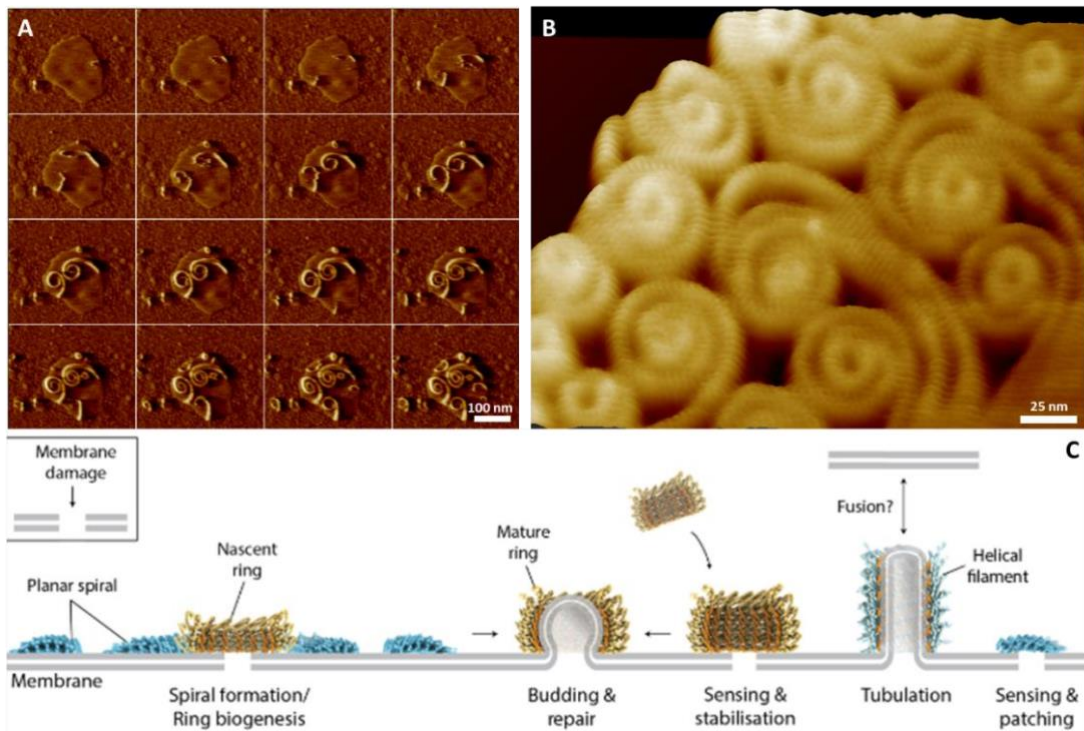 A
B
100 nm
25 nm
C
Membrane
damage
Fusion?
Mature
ring
Nascent
ring
Helical
filament
Planar spiral
Membrane
Spiral formation/
Ring biogenesis
Budding &
repair
Sensing &
stabilisation
Tubulation
Sensing &
patching